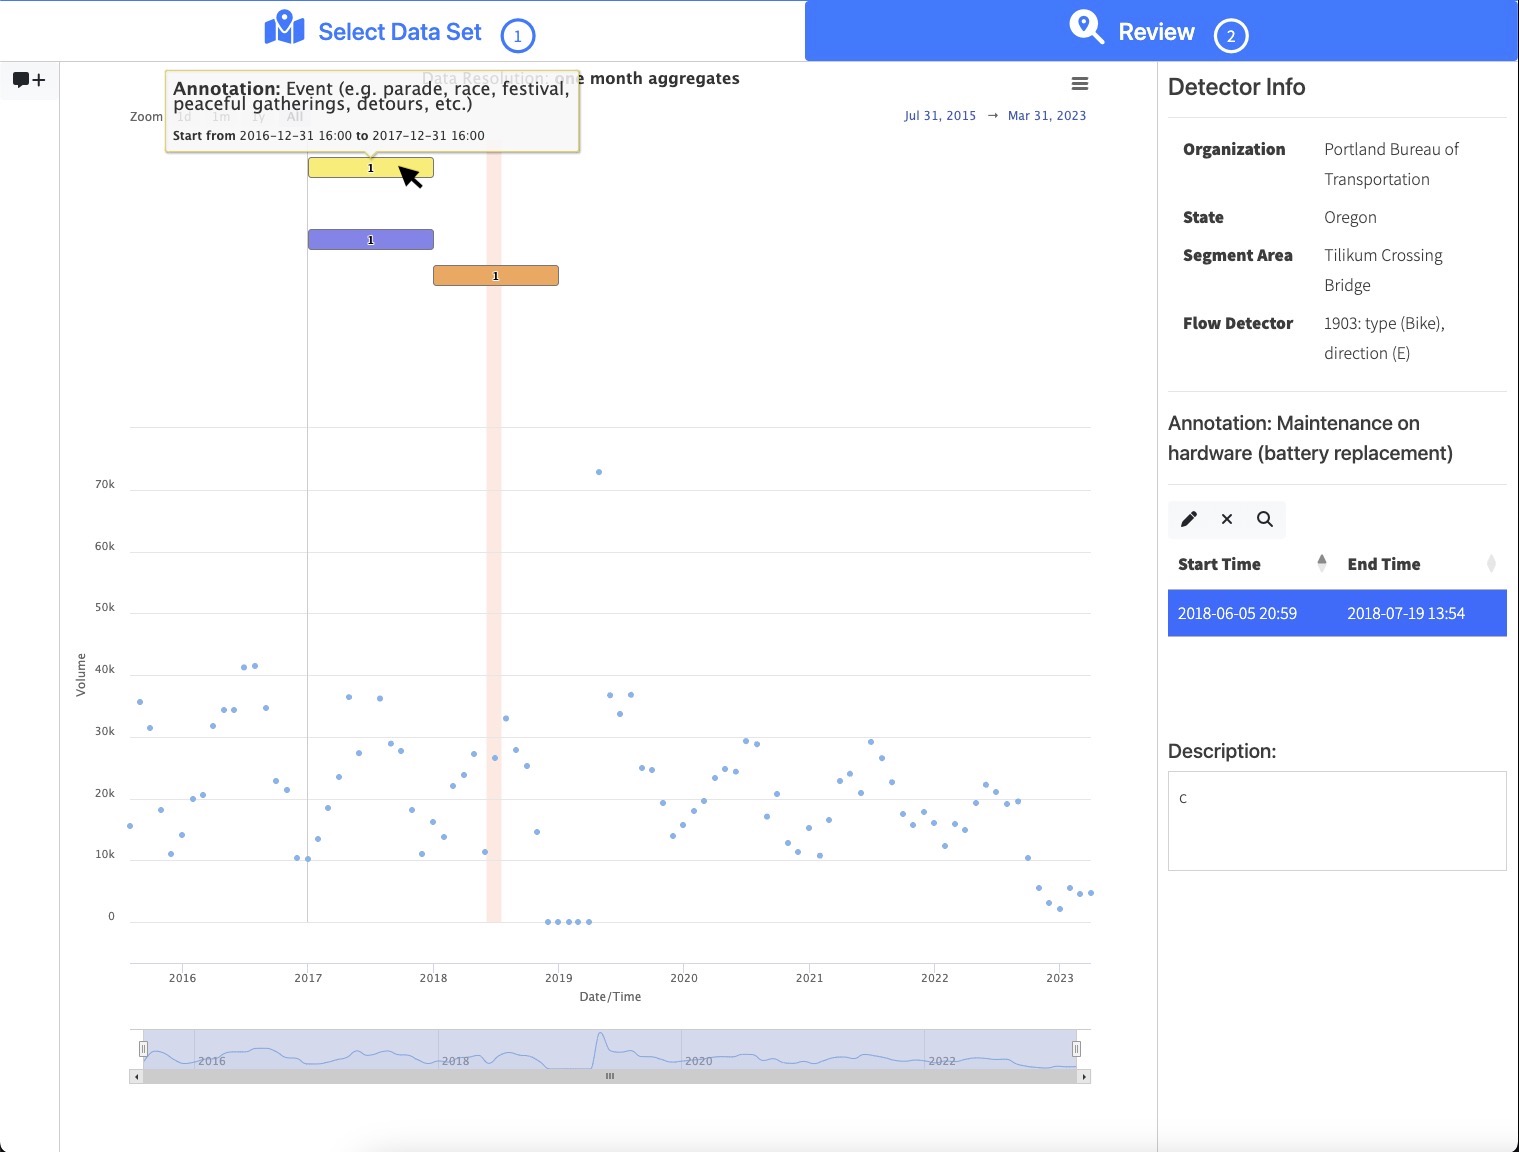 Select Data Set 1
Review 2
Data Resolution: one month aggregates
Annotation: Event (e.g. parade, race, festival,
peaceful gatherings, detours, etc.)
Start from 2016-12-31 16:00 to 2017-12-31 16:00
Zoom 1d 1m 1y All
Jul 31, 2015 → Mar 31, 2023
1
1
1
70k
60k
50k
40k
30k
20k
10k
0
Volume
2016 2017 2018 2019 2020 2021 2022 2023
Date/Time
2016 2018 2020 2022
Detector Info
Organization Portland Bureau of
Transportation
State Oregon
Segment Area Tilikum Crossing
Bridge
Flow Detector 1903: type (Bike),
direction (E)
Annotation: Maintenance on
hardware (battery replacement)
Start Time End Time
2018-06-05 20:59 2018-07-19 13:54
Description:
c